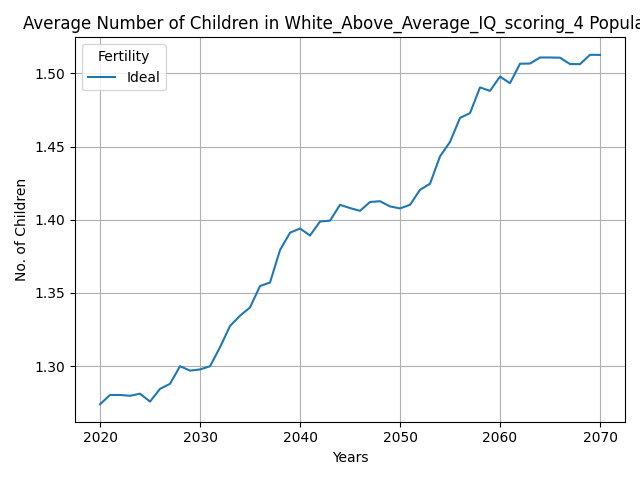 Average Number of Children in White_Above_Average_IQ_scoring_4 Popula
Fertility
Ideal
1.50
1.45
1.40
1.35
1.30
No. of Children
2020 2030 2040 2050 2060 2070
Years